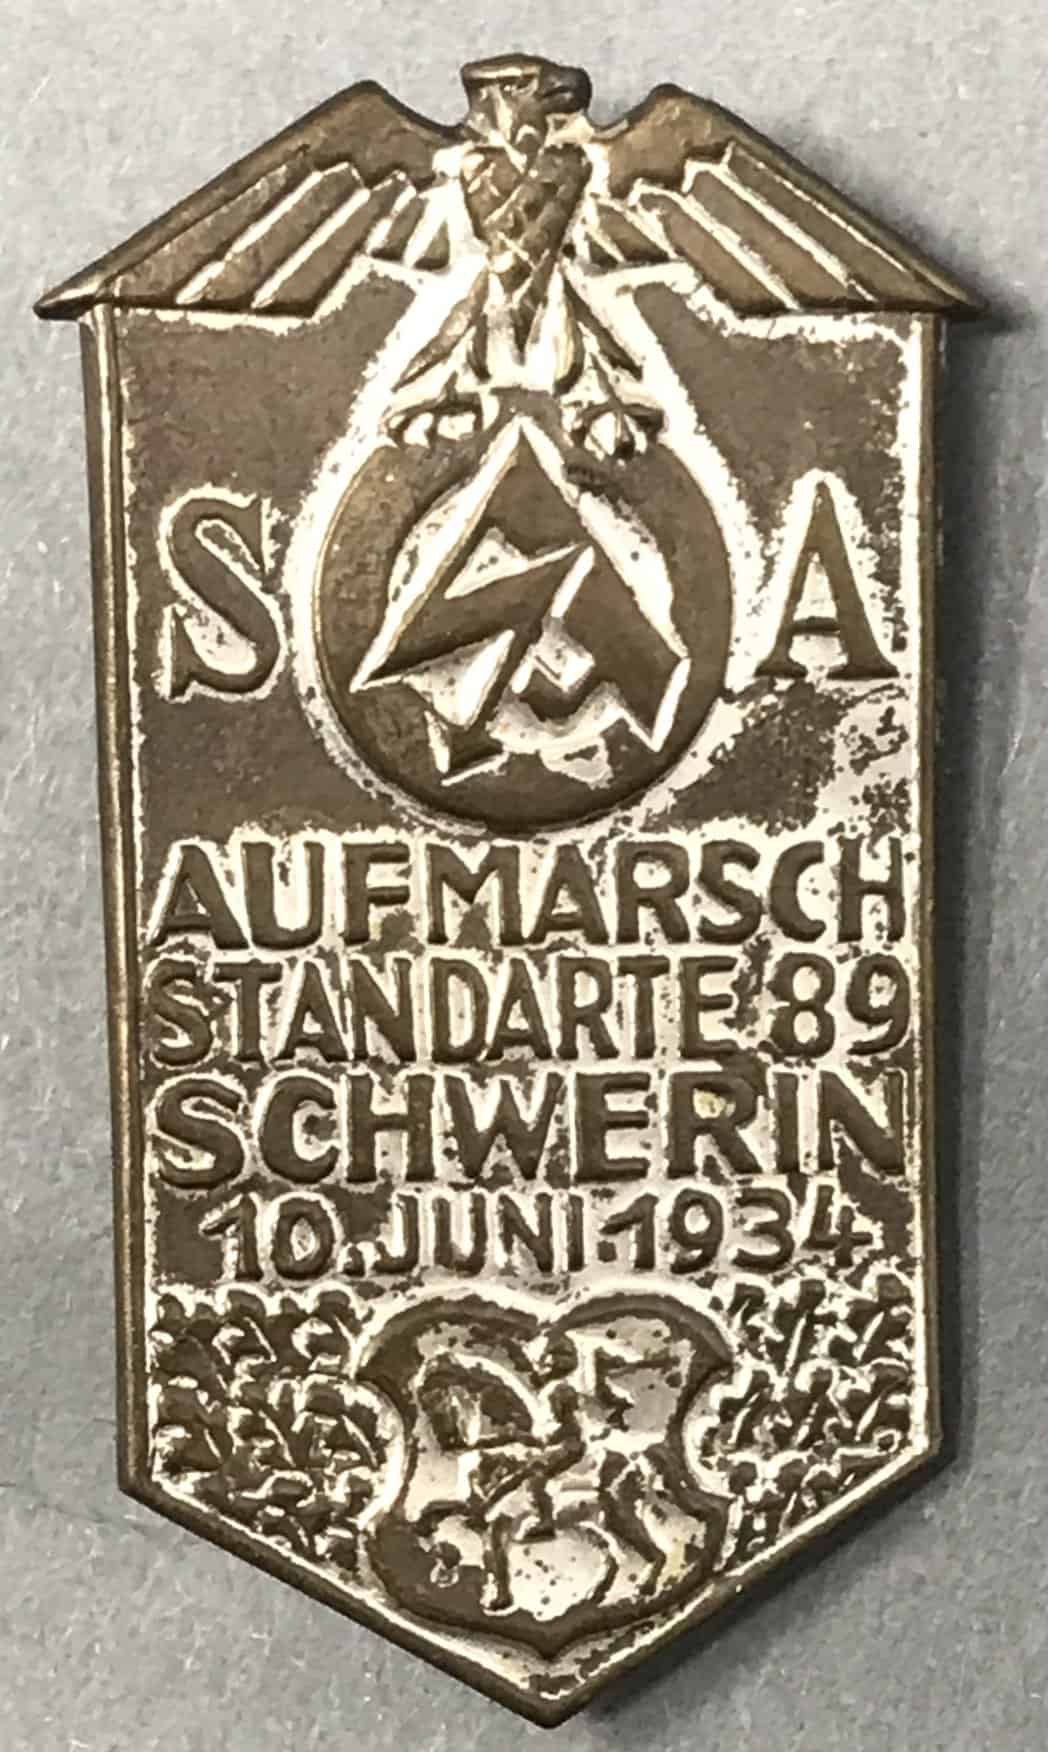 S A
AUFMARSCH
STANDARTE 89
SCHWERIN
10. JUNI 1934